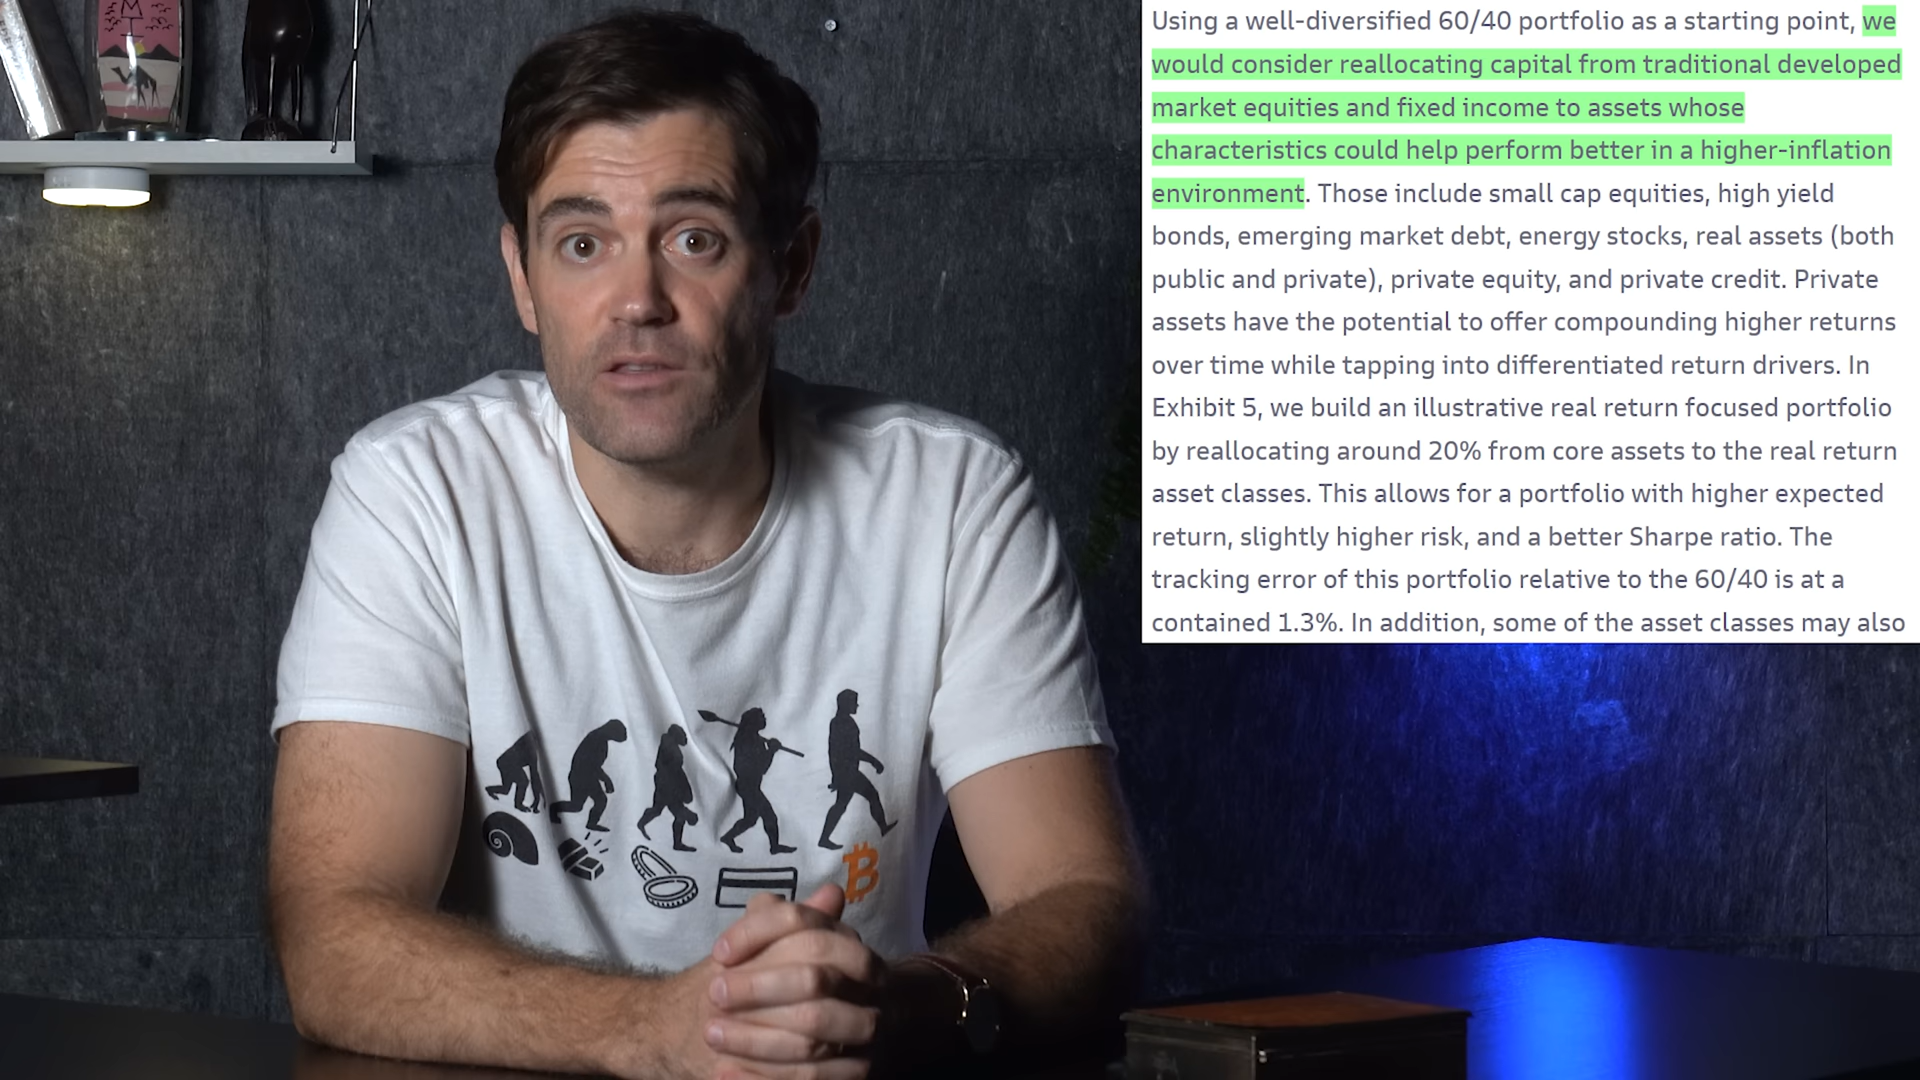 Using a well-diversified 60/40 portfolio as a starting point, we
would consider reallocating capital from traditional developed
market equities and fixed income to assets whose
characteristics could help perform better in a higher-inflation
environment. Those include small cap equities, high yield
bonds, emerging market debt, energy stocks, real assets (both
public and private), private equity, and private credit. Private
assets have the potential to offer compounding higher returns
over time while tapping into differentiated return drivers. In
Exhibit 5, we build an illustrative real return focused portfolio
by reallocating around 20% from core assets to the real return
asset classes. This allows for a portfolio with higher expected
return, slightly higher risk, and a better Sharpe ratio. The
tracking error of this portfolio relative to the 60/40 is at a
contained 1.3%. In addition, some of the asset classes may also